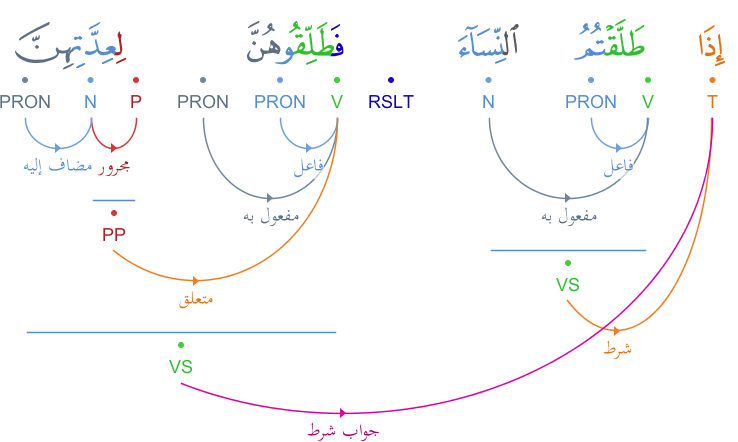 إِذَا طَلَّقْتُمُ ٱلنِّسَآءَ فَطَلِّقُوهُنَّ لِعِدَّتِهِنَّ
T V PRON N RSLT V PRON PRON P N PRON
فاعل فاعل مجرور مضاف إليه
مفعول به مفعول به
PP
VS
متعلق
شرط
VS
جواب شرط